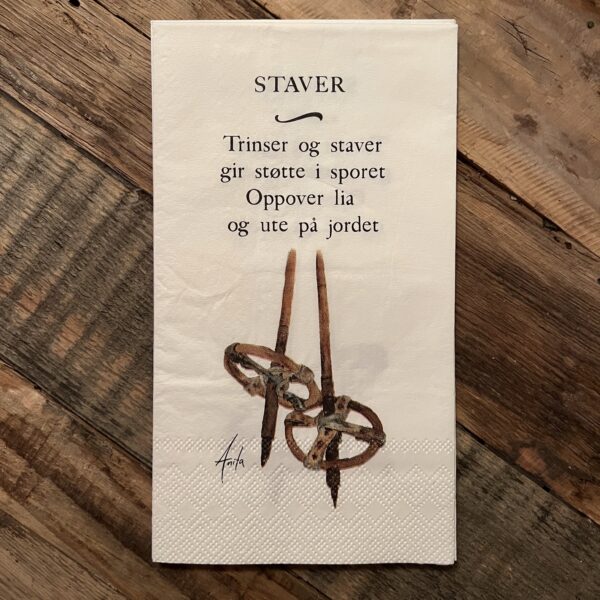 STAVER
Trinser og staver
gir støtte i sporet
Oppover lia
og ute på jordet
Anita